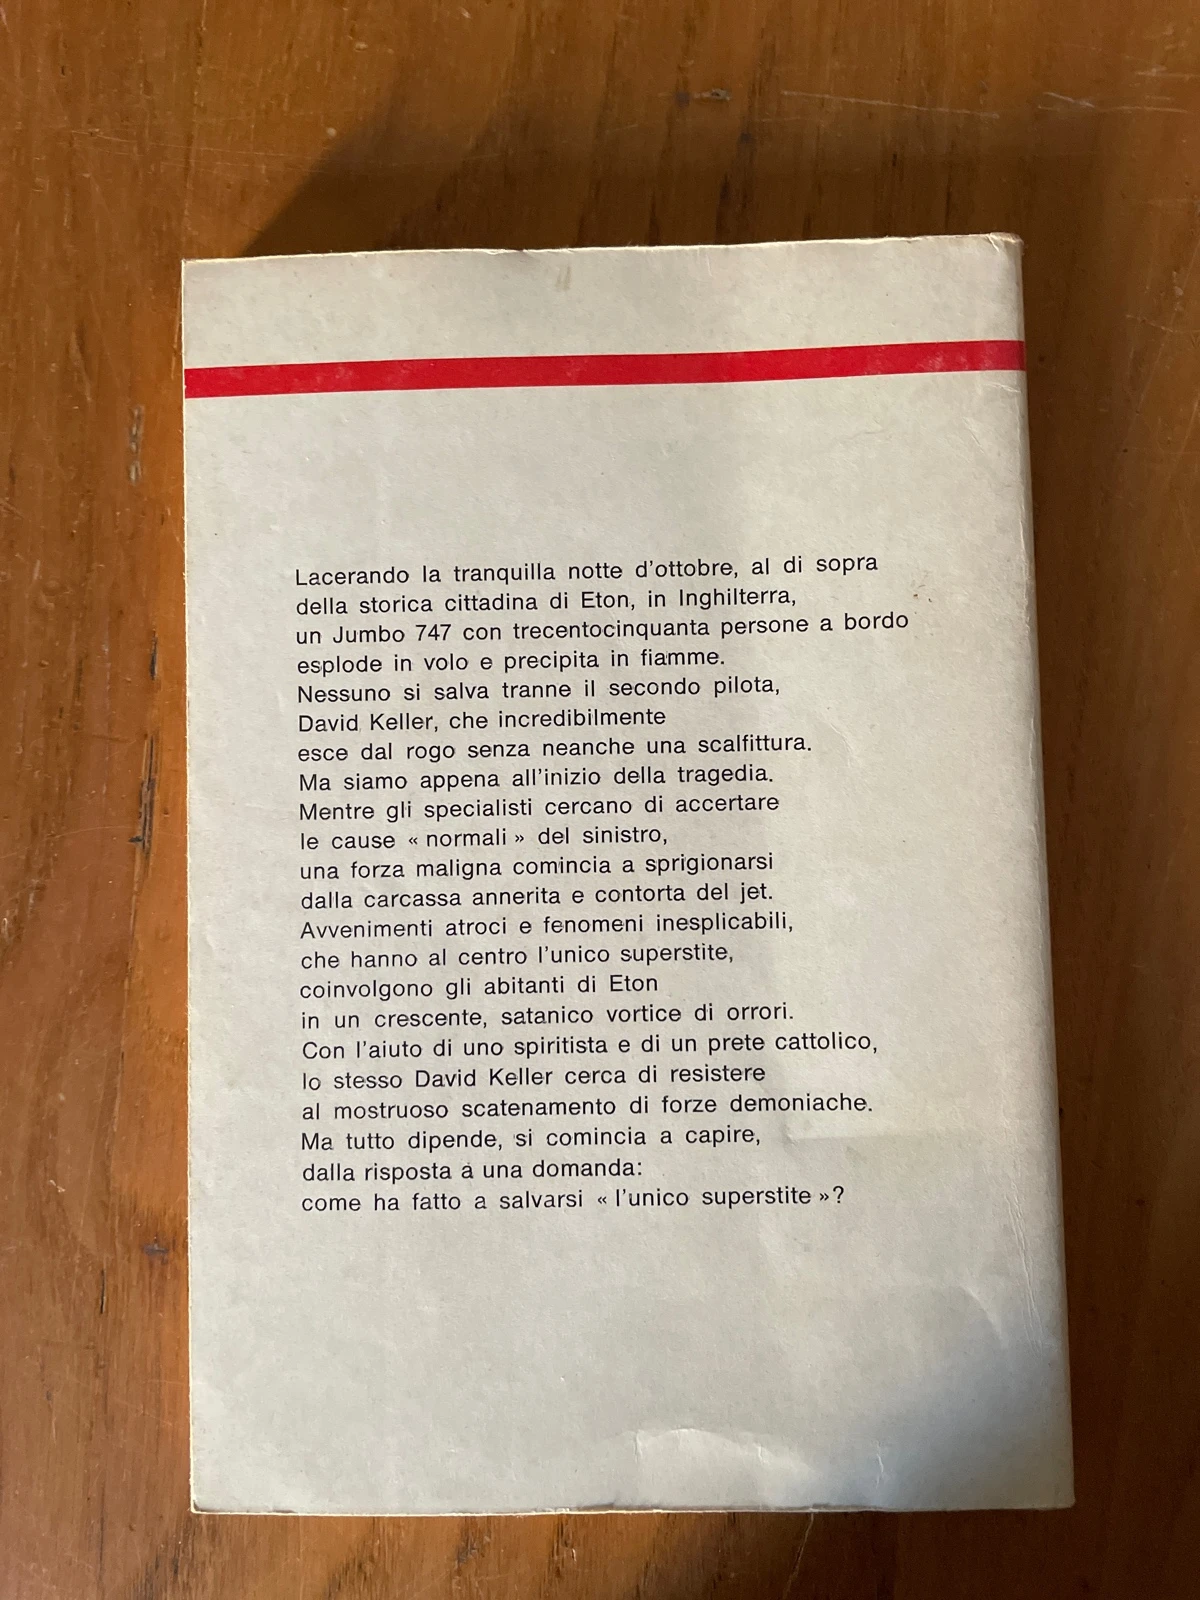 Lacerando la tranquilla notte d'ottobre, al di sopra
della storica cittadina di Eton, in Inghilterra,
un Jumbo 747 con trecentocinquanta persone a bordo
esplode in volo e precipita in fiamme.
Nessuno si salva tranne il secondo pilota,
David Keller, che incredibilmente
esce dal rogo senza neanche una scalfittura.
Ma siamo appena all'inizio della tragedia.
Mentre gli specialisti cercano di accertare
le cause « normali » del sinistro,
una forza maligna comincia a sprigionarsi
dalla carcassa annerita e contorta del jet.
Avvenimenti atroci e fenomeni inesplicabili,
che hanno al centro l'unico superstite,
coinvolgono gli abitanti di Eton
in un crescente, satanico vortice di orrori.
Con l'aiuto di uno spiritista e di un prete cattolico,
lo stesso David Keller cerca di resistere
al mostruoso scatenamento di forze demoniache.
Ma tutto dipende, si comincia a capire,
dalla risposta a una domanda:
come ha fatto a salvarsi « l'unico superstite »?